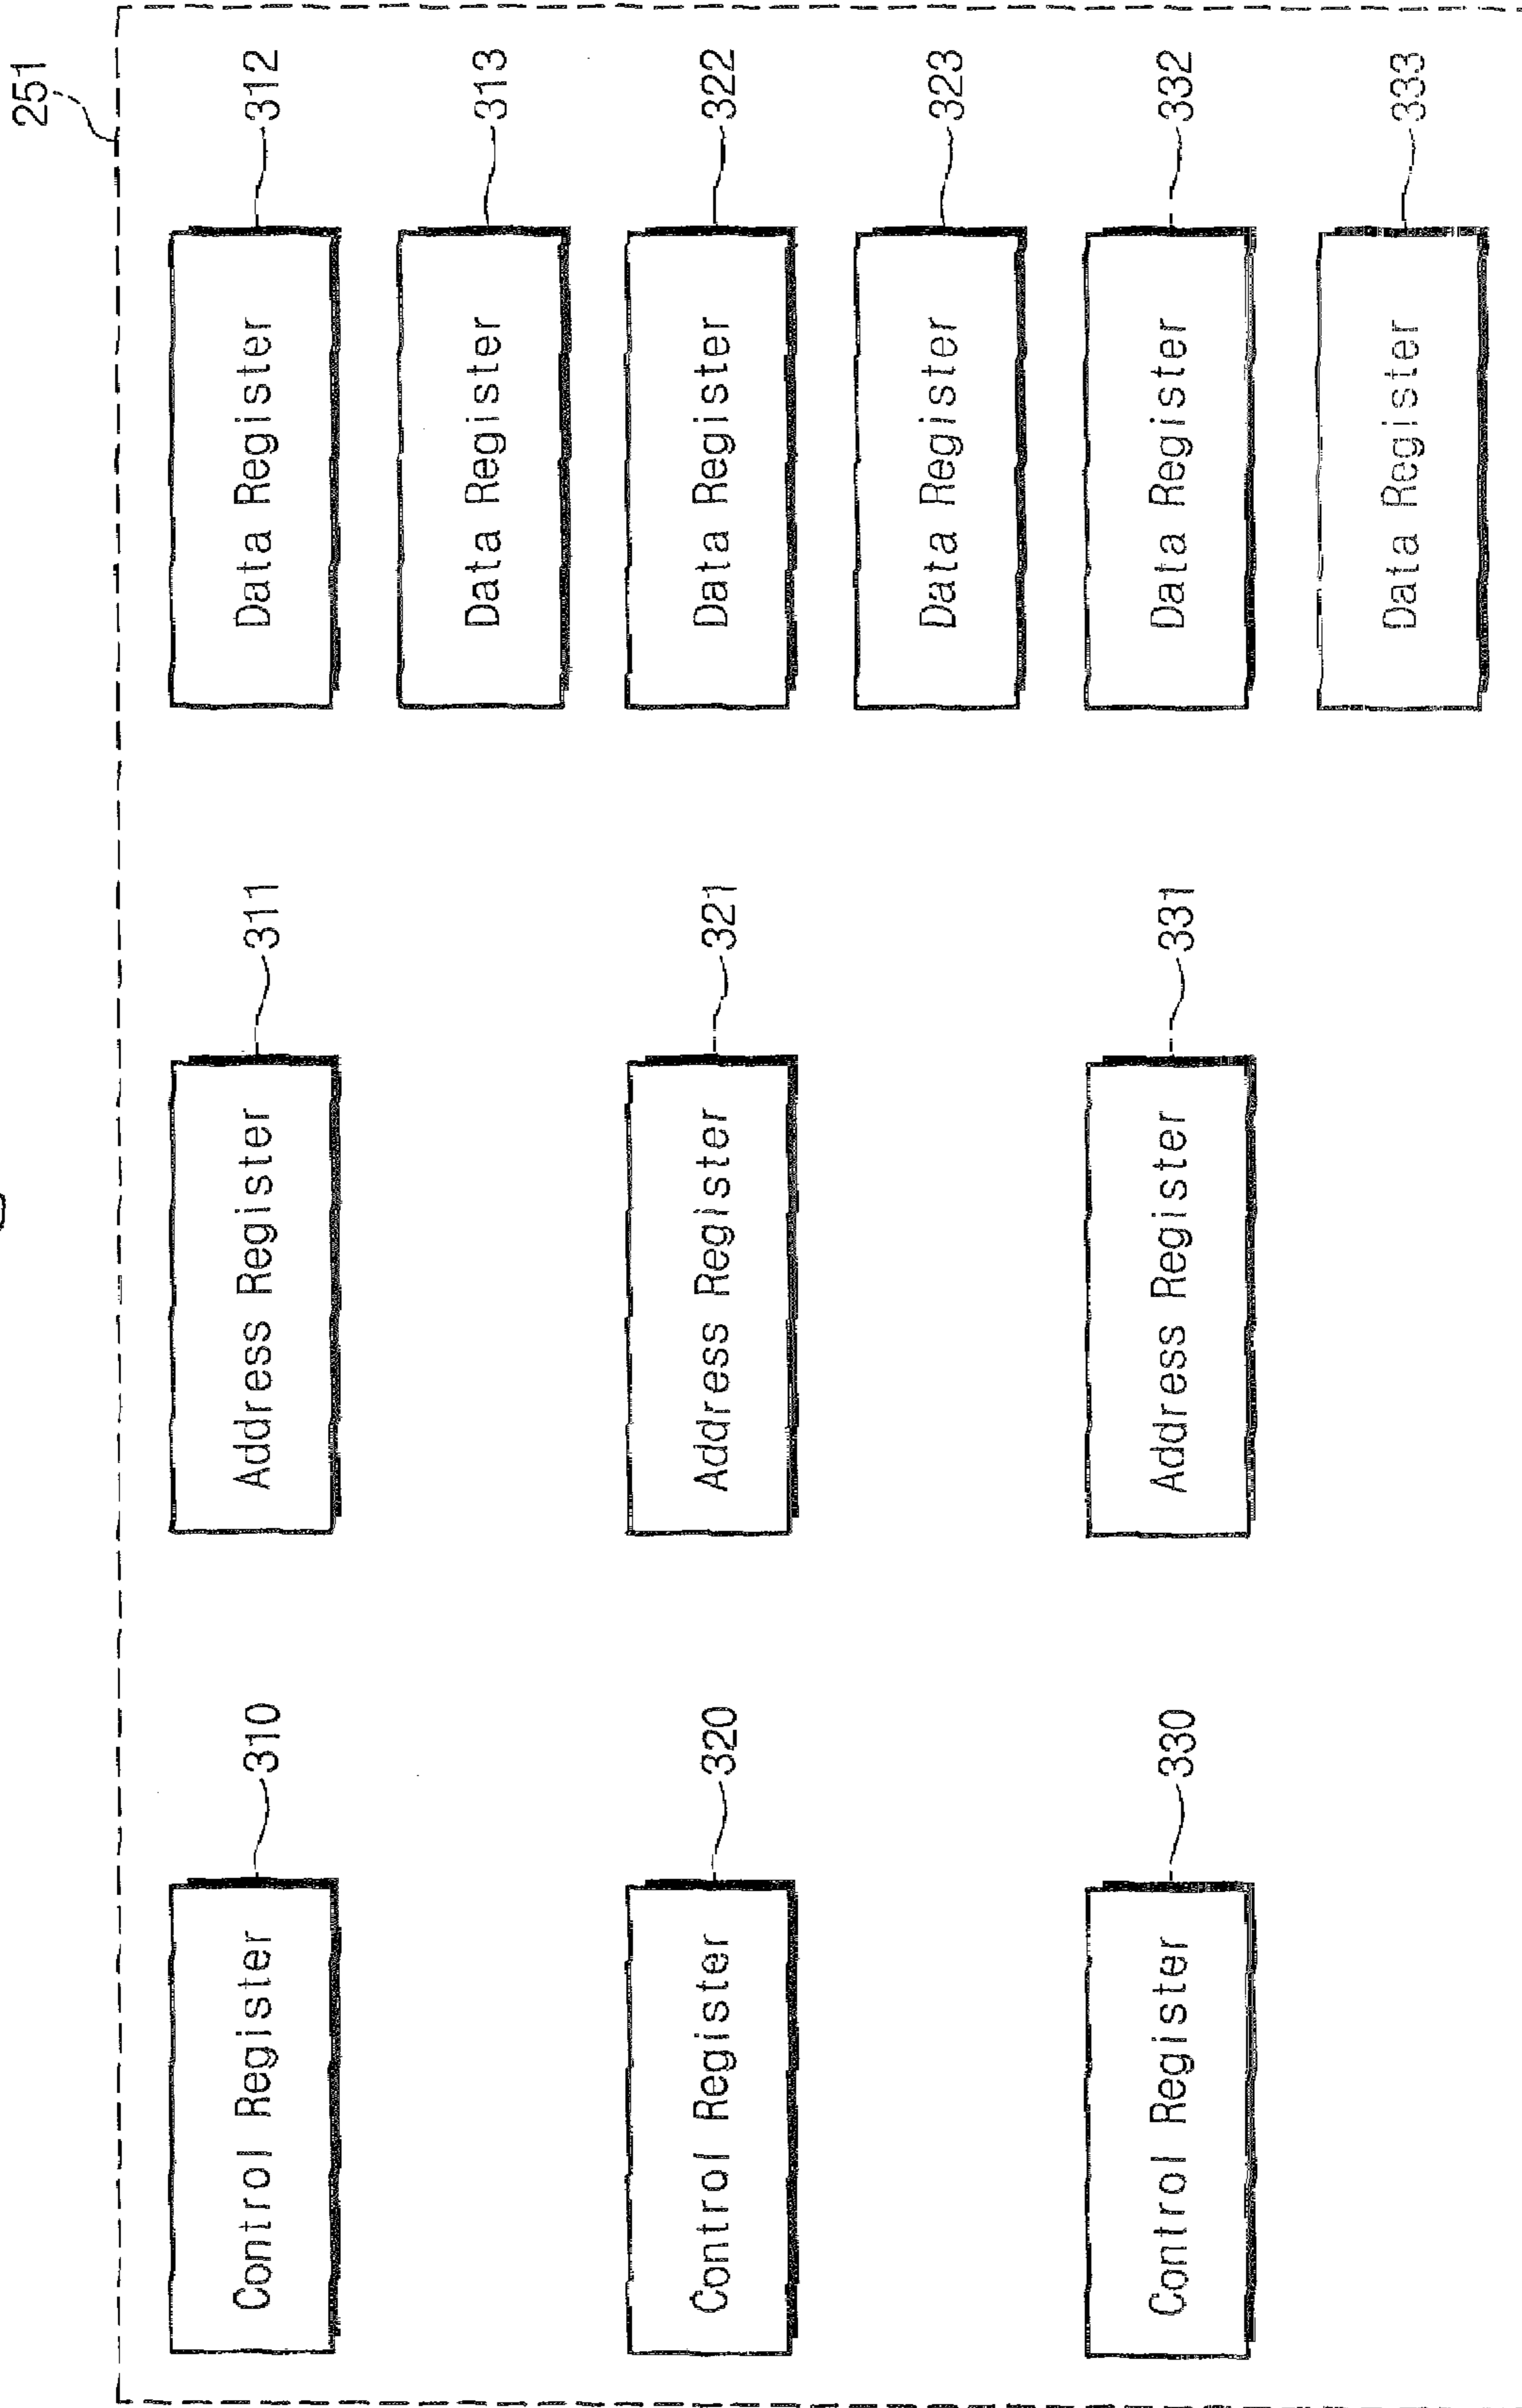 251
Control Register 310 Address Register 311 Data Register 312
Data Register 313
Control Register 320 Address Register 321 Data Register 322
Data Register 323
Control Register 330 Address Register 331 Data Register 332
Data Register 333